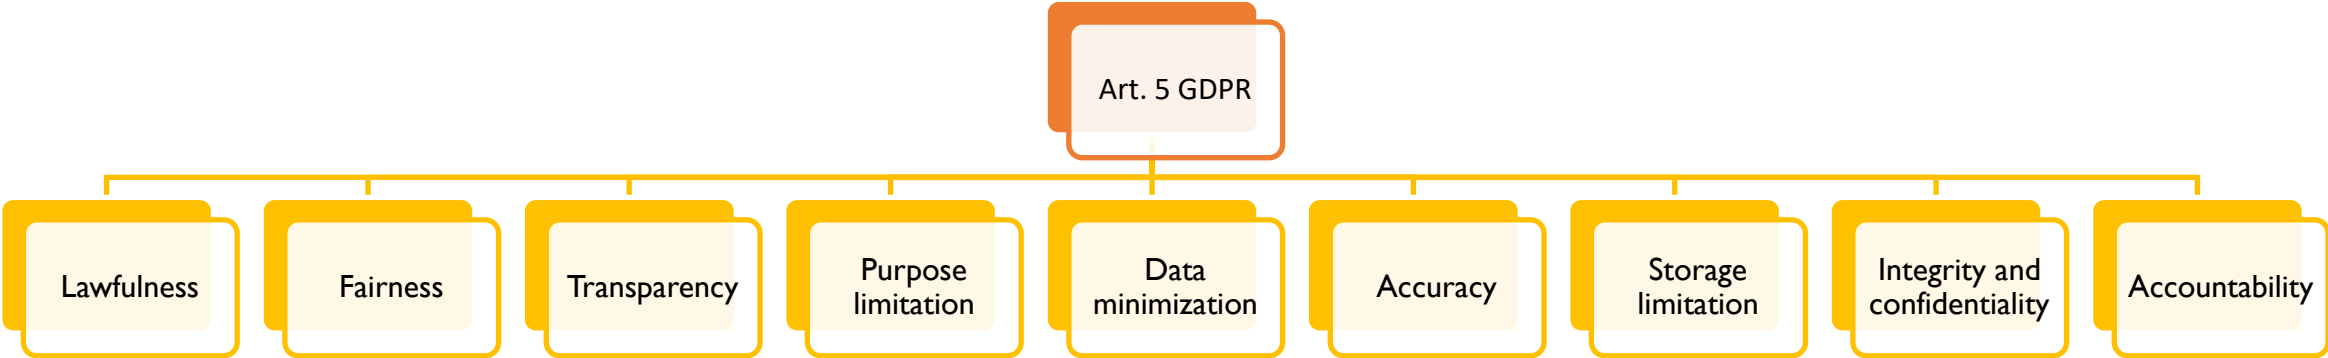 Art. 5 GDPR
Lawfulness
Fairness
Transparency
Purpose
limitation
Data
minimization
Accuracy
Storage
limitation
Integrity and
confidentiality
Accountability